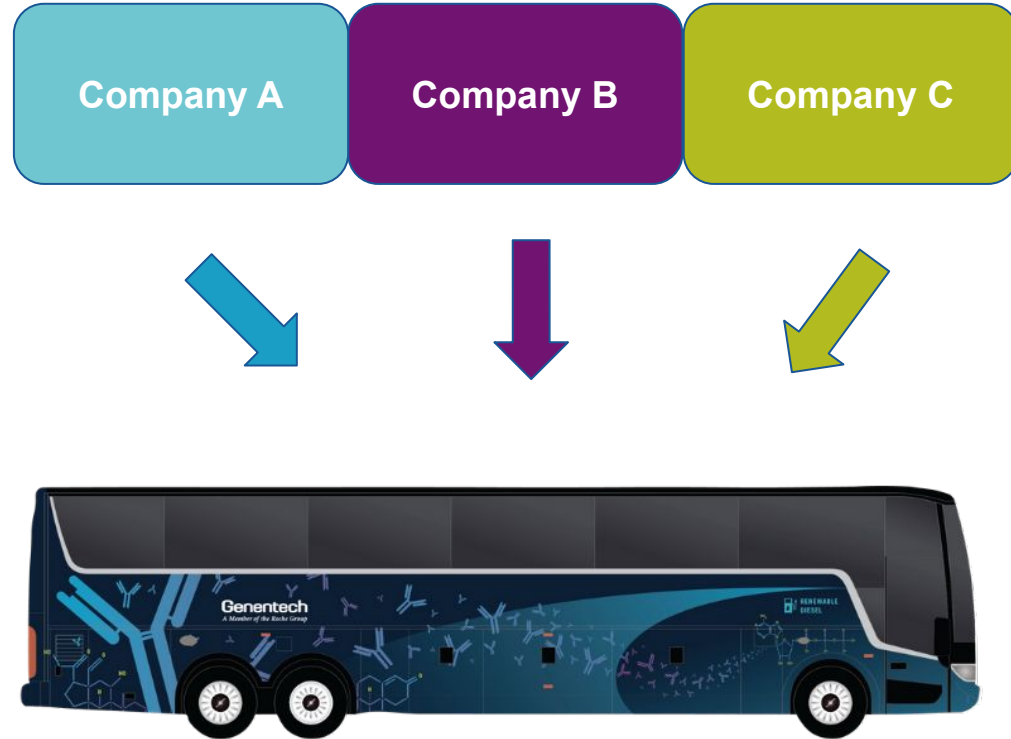 Company A
Company B
Company C
Genentech
A Member of the Roche Group
RENEWABLE
DIESEL